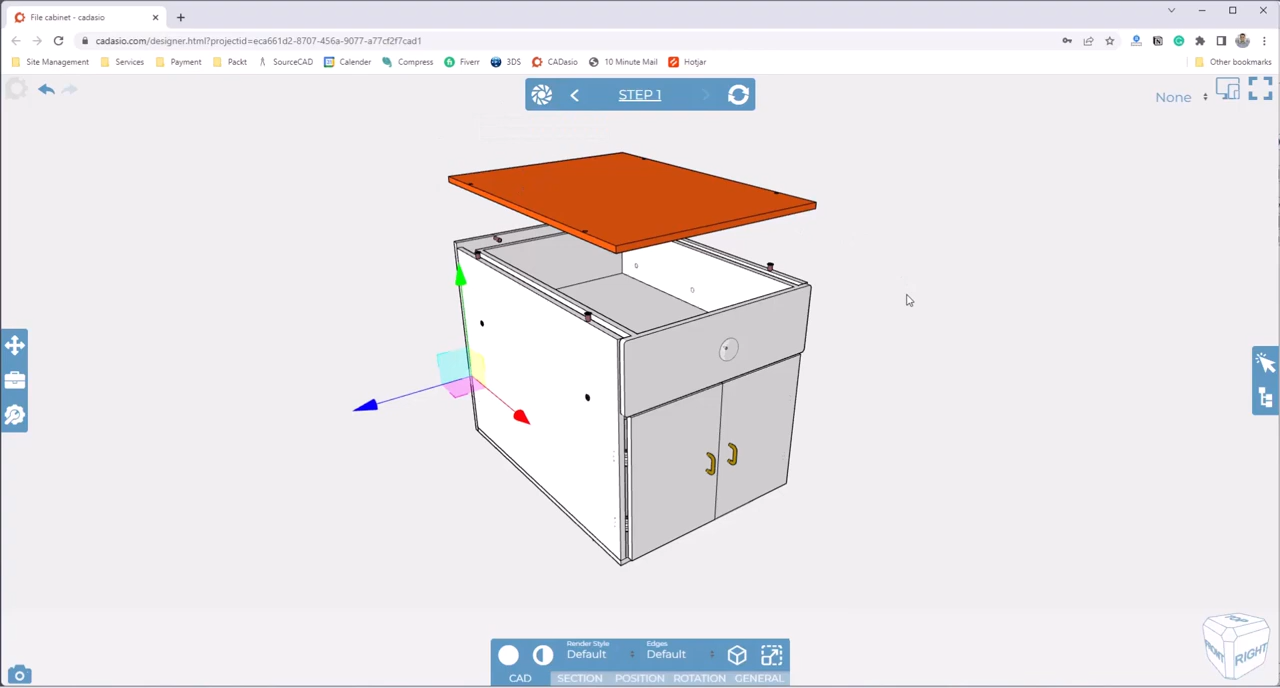 File cabinet - cadasio
cadasio.com/designer.html?projectid=eca661d2-8707-456a-9077-a77cf2f7cad1
Site Management Services Payment Packt SourceCAD Calender Compress Fiverr 3DS CADasio 10 Minute Mail Hotjar Other bookmarks
STEP 1
None
TOP
FRONT
RIGHT
Render Style Edges
Default Default
CAD SECTION POSITION ROTATION GENERAL